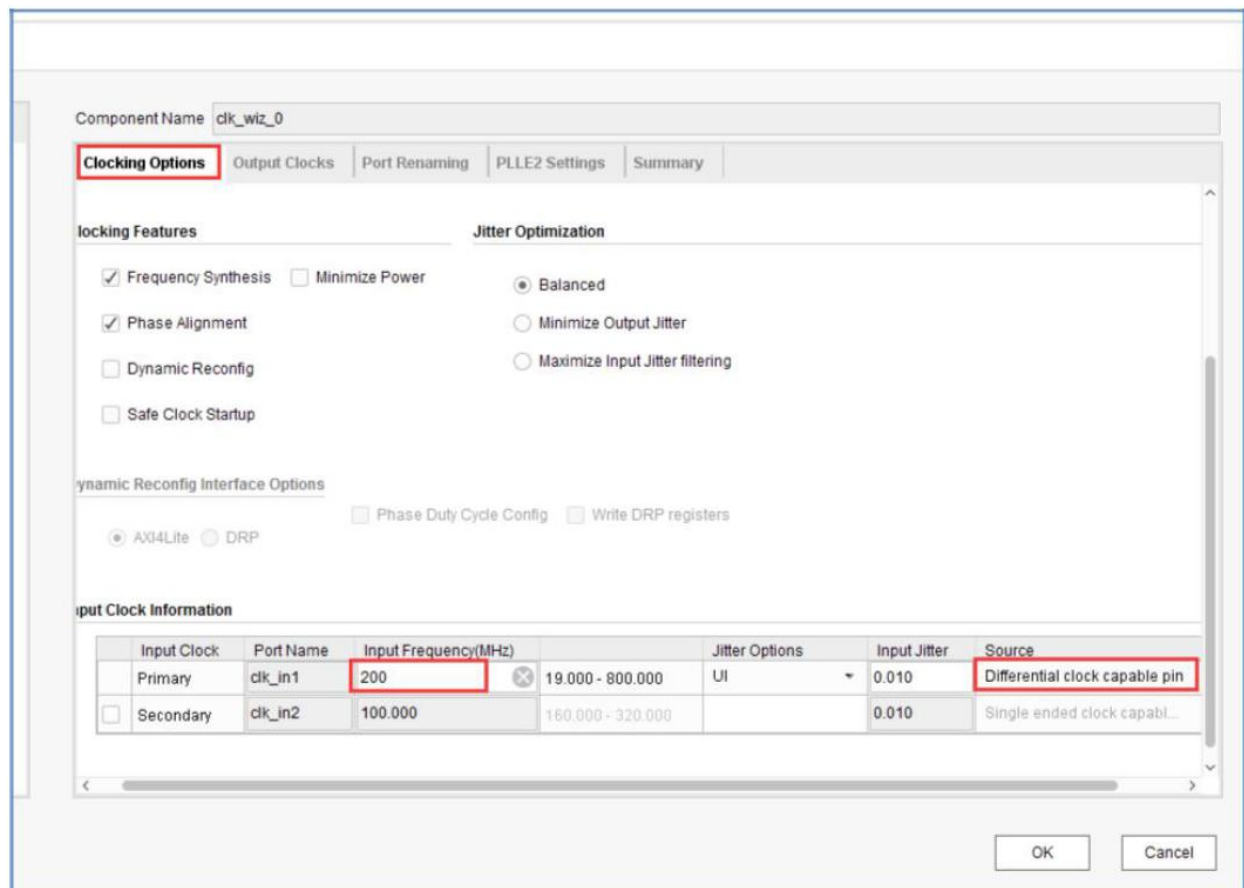 Component Name clk_wiz_0
Clocking Options Output Clocks Port Renaming PLLE2 Settings Summary
locking Features Jitter Optimization
Frequency Synthesis Minimize Power Balanced
Phase Alignment Minimize Output Jitter
Dynamic Reconfig Maximize Input Jitter filtering
Safe Clock Startup
ynamic Reconfig Interface Options
Phase Duty Cycle Config Write DRP registers
AXI4Lite DRP
nput Clock Information
Input Clock Port Name Input Frequency(MHz) Jitter Options Input Jitter Source
Primary clk_in1 200 19.000 - 800.000 UI 0.010 Differential clock capable pin
Secondary clk_in2 100.000 160.000 - 320.000 0.010 Single ended clock capabl...
OK Cancel